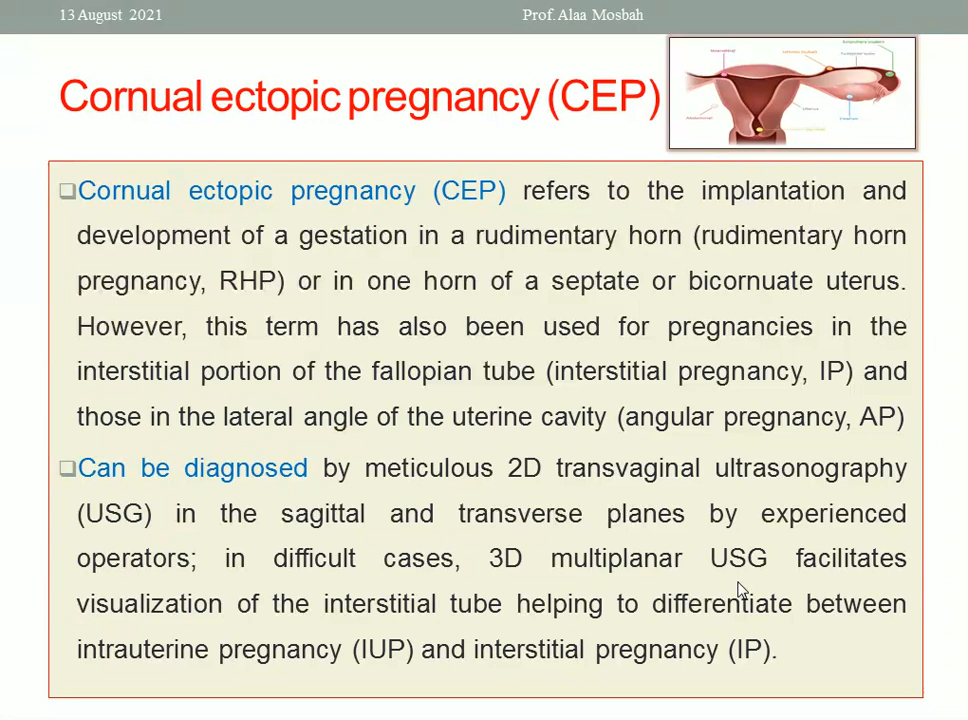 13 August 2021
Prof. Alaa Mosbah
Cornual ectopic pregnancy (CEP)
Cornual ectopic pregnancy (CEP) refers to the implantation and
development of a gestation in a rudimentary horn (rudimentary horn
pregnancy, RHP) or in one horn of a septate or bicornuate uterus.
However, this term has also been used for pregnancies in the
interstitial portion of the fallopian tube (interstitial pregnancy, IP) and
those in the lateral angle of the uterine cavity (angular pregnancy, AP)
Can be diagnosed by meticulous 2D transvaginal ultrasonography
(USG) in the sagittal and transverse planes by experienced
operators; in difficult cases, 3D multiplanar USG facilitates
visualization of the interstitial tube helping to differentiate between
intrauterine pregnancy (IUP) and interstitial pregnancy (IP).